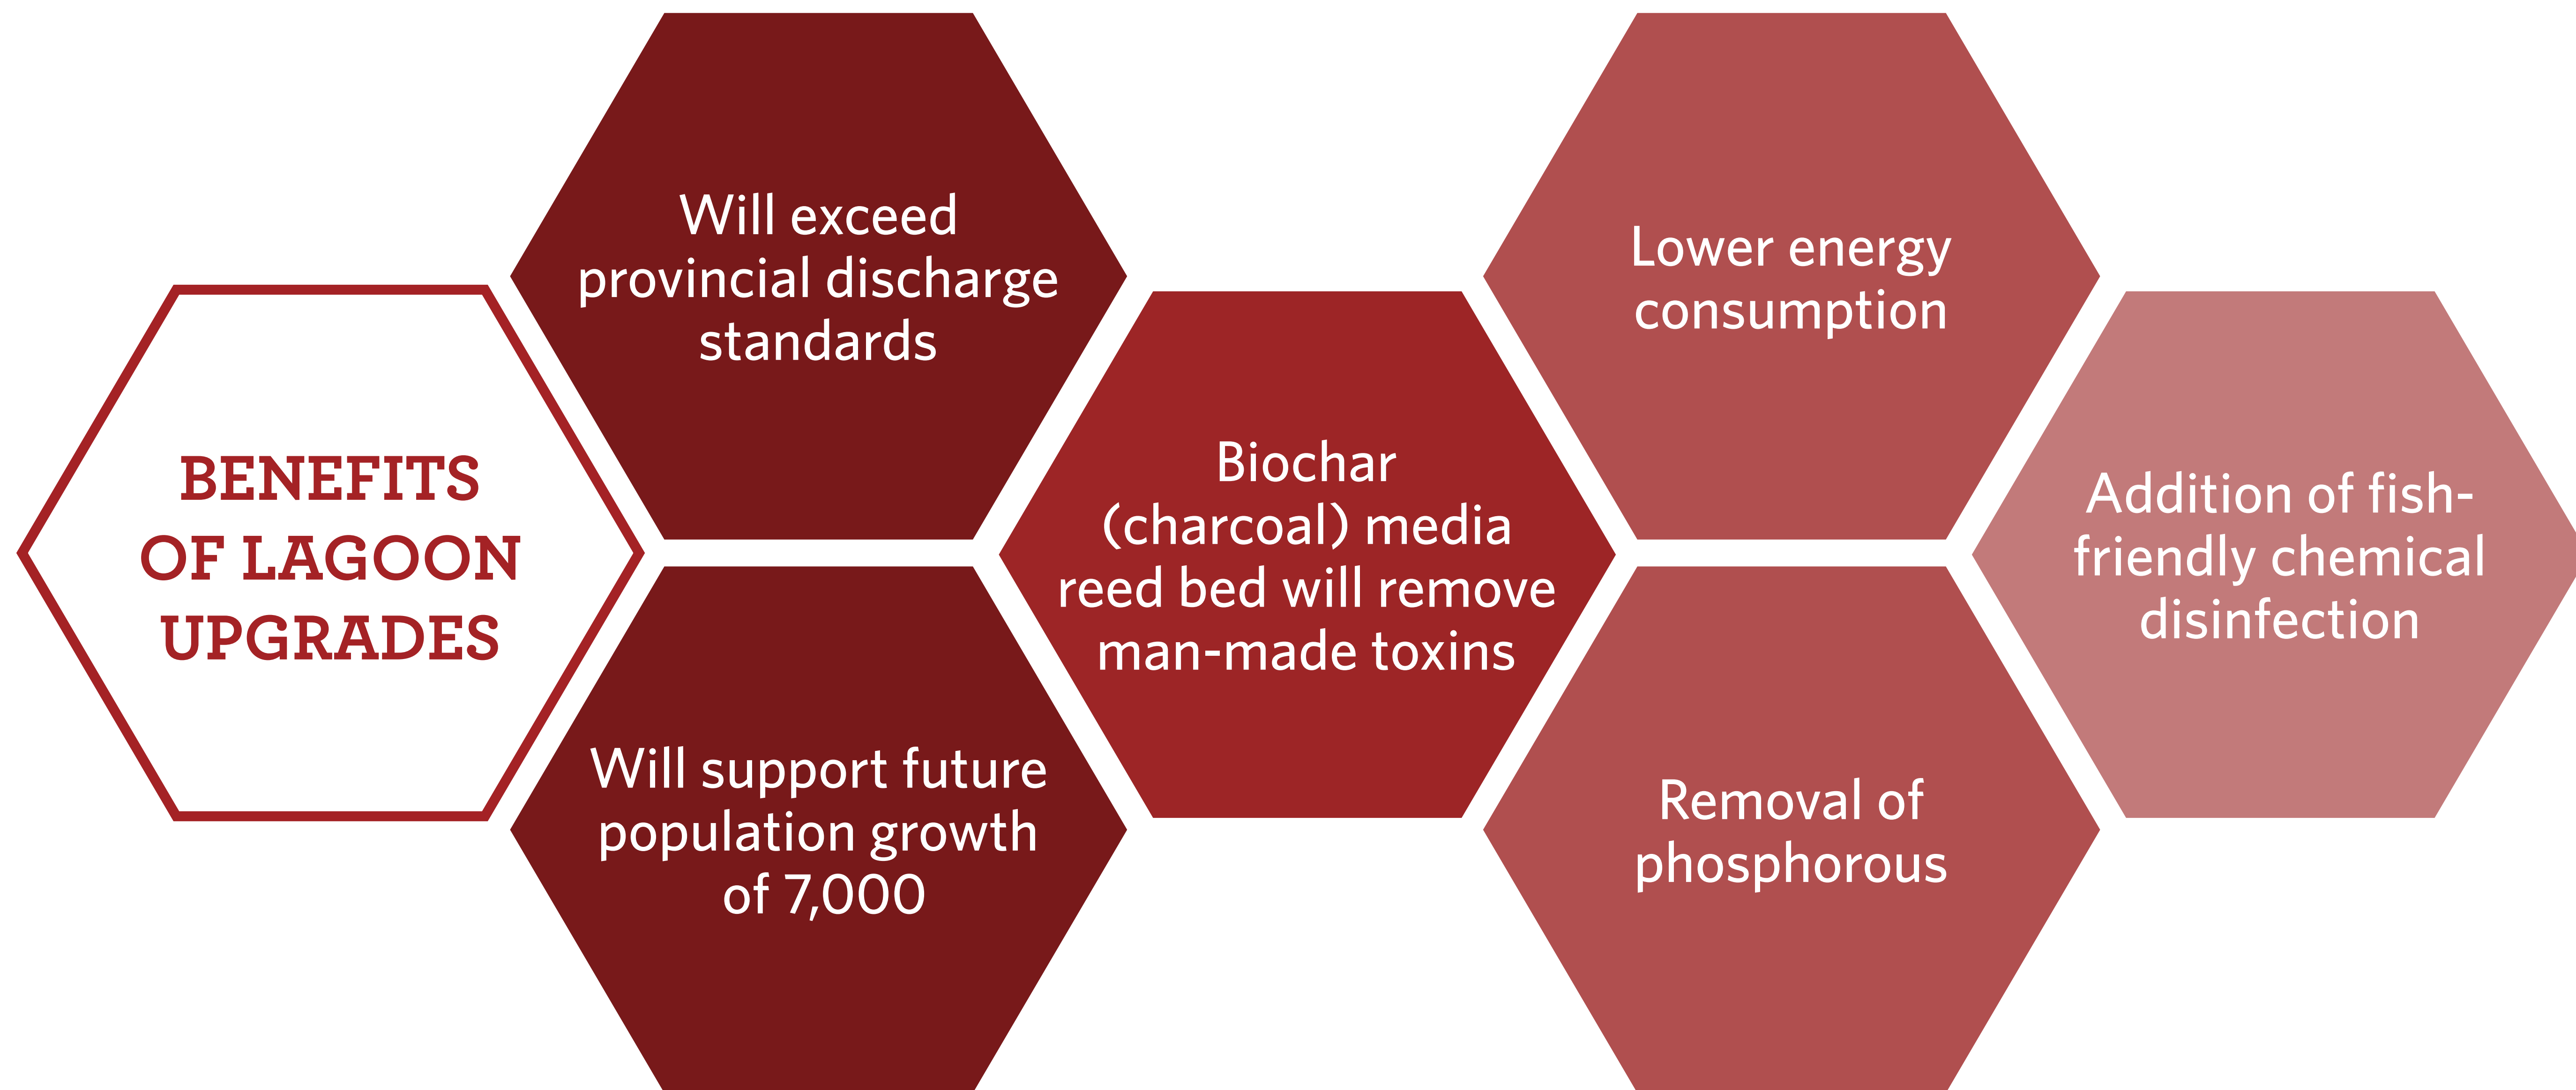 BENEFITS
OF LAGOON
UPGRADES
Will exceed
provincial discharge
standards
Will support future
population growth
of 7,000
Biochar
(charcoal) media
reed bed will remove
man-made toxins
Lower energy
consumption
Removal of
phosphorous
Addition of fish-
friendly chemical
disinfection